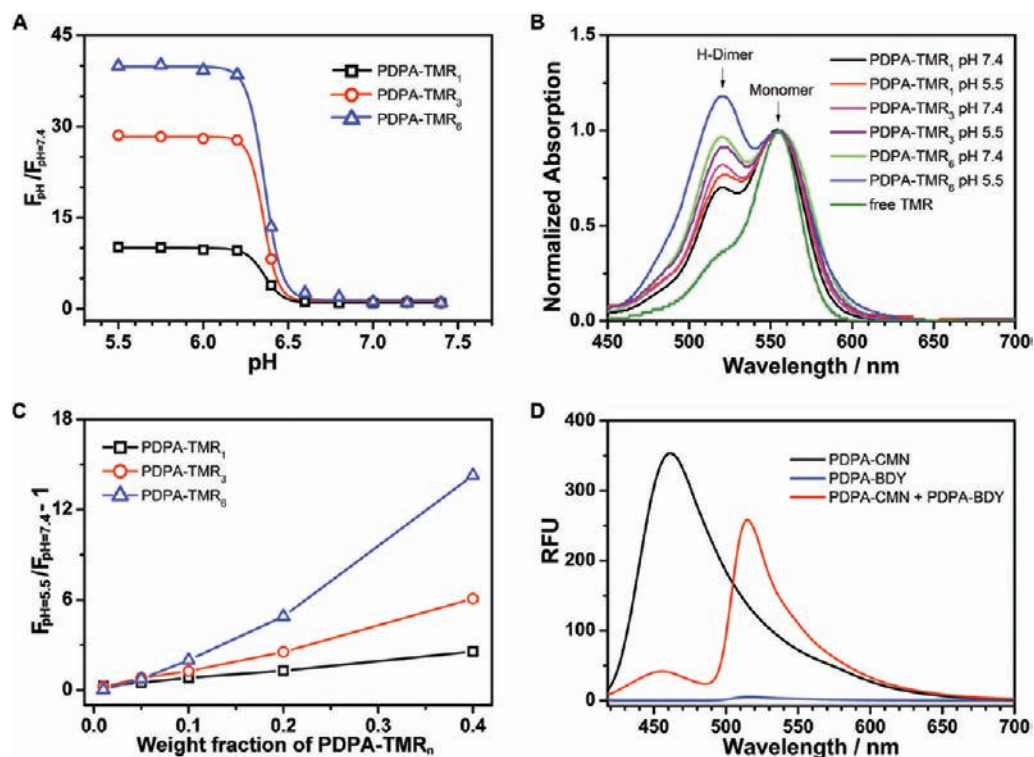 A
F_pH/F_pH=7.4
45
30
15
0
5.5 6.0 6.5 7.0 7.5
pH
PDPA-TMR₁
PDPA-TMR₃
PDPA-TMR₆
B
Normalized Absorption
1.5
1.0
0.5
0.0
450 500 550 600 650 700
Wavelength / nm
H-Dimer
Monomer
PDPA-TMR₁ pH 7.4
PDPA-TMR₁ pH 5.5
PDPA-TMR₃ pH 7.4
PDPA-TMR₃ pH 5.5
PDPA-TMR₆ pH 7.4
PDPA-TMR₆ pH 5.5
free TMR
C
F_pH=5.5/F_pH=7.4 - 1
18
12
6
0
0.0 0.1 0.2 0.3 0.4
Weight fraction of PDPA-TMRₙ
PDPA-TMR₁
PDPA-TMR₃
PDPA-TMR₆
D
RFU
400
300
200
100
0
450 500 550 600 650 700
Wavelength / nm
PDPA-CMN
PDPA-BDY
PDPA-CMN + PDPA-BDY